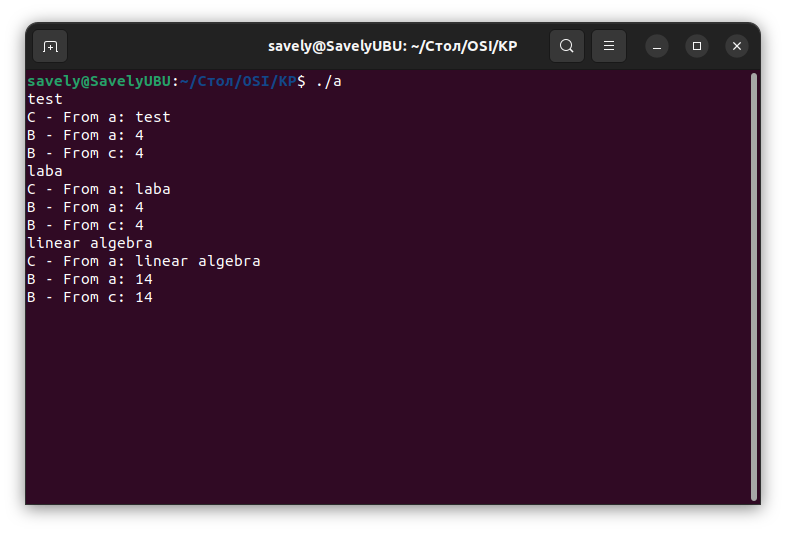 savely@SavelyUBU: ~/Стол/OSI/KP
savely@SavelyUBU:~/Стол/OSI/KP$ ./a
test
C - From a: test
B - From a: 4
B - From c: 4
laba
C - From a: laba
B - From a: 4
B - From c: 4
linear algebra
C - From a: linear algebra
B - From a: 14
B - From c: 14